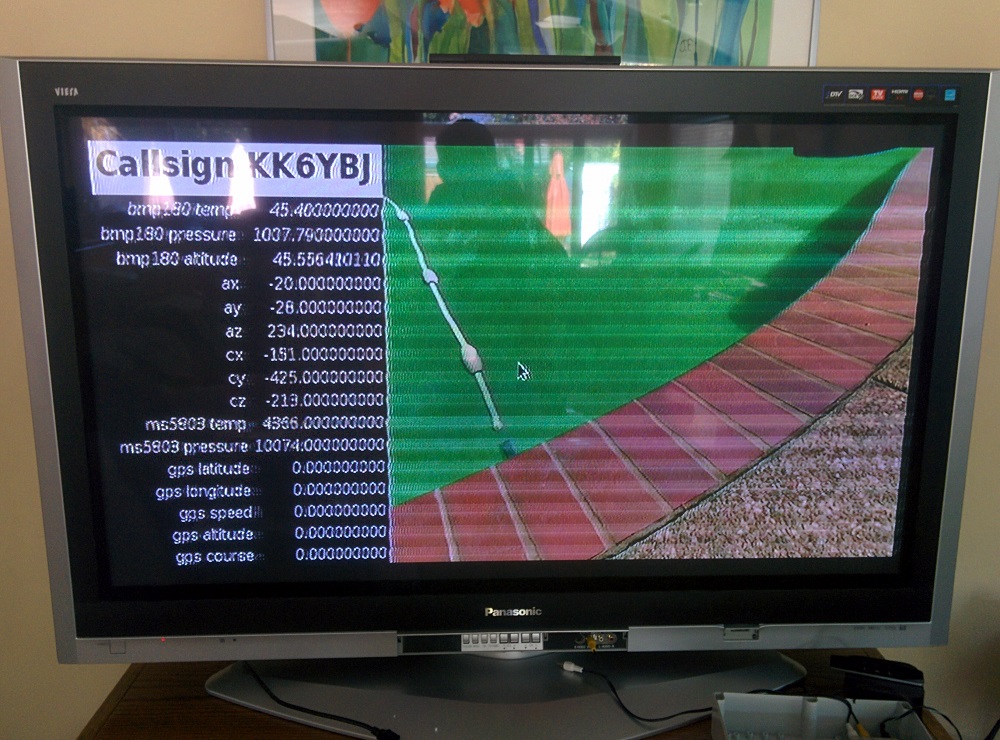 VIERA
Callsign KK6YBJ
bmp180 temp 45.400000000
bmp180 pressure 1007.790000000
bmp180 altitude
ax -20.000000000
ay -28.000000000
az 234.000000000
cx -151.000000000
cy -425.000000000
cz -213.000000000
ms5803 temp 4366.000000000
ms5803 pressure 10074.000000000
gps latitude 0.000000000
gps longitude 0.000000000
gps speed 0.000000000
gps altitude 0.000000000
gps course 0.000000000
Panasonic